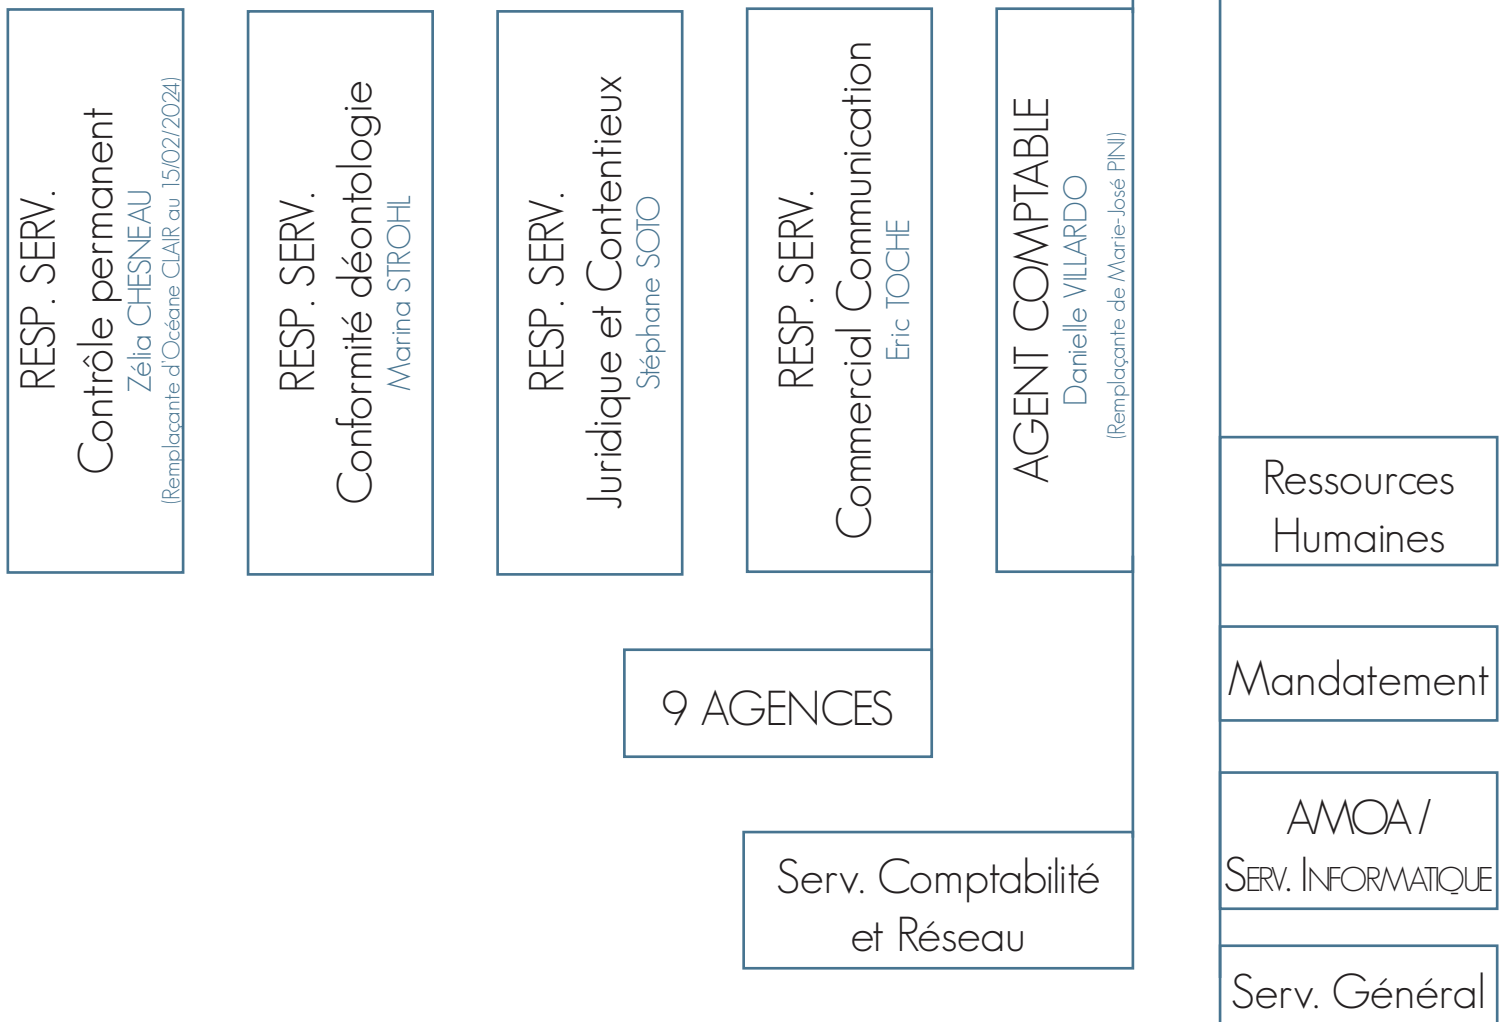 RESP. SERV.
Contrôle permanent
Zélia CHESNEAU
(Remplaçante d'Océane CLAIR au 15/02/2024)
RESP. SERV.
Conformité déontologie
Marina STROHL
RESP. SERV.
Juridique et Contentieux
Stéphane SOTO
RESP. SERV.
Commercial Communication
Eric TOCHE
AGENT COMPTABLE
Danielle VILLARDO
(Remplaçante de Marie-José PINI)
Ressources
Humaines
Mandatement
9 AGENCES
AMOA /
SERV. INFORMATIQUE
Serv. Comptabilité
et Réseau
Serv. Général